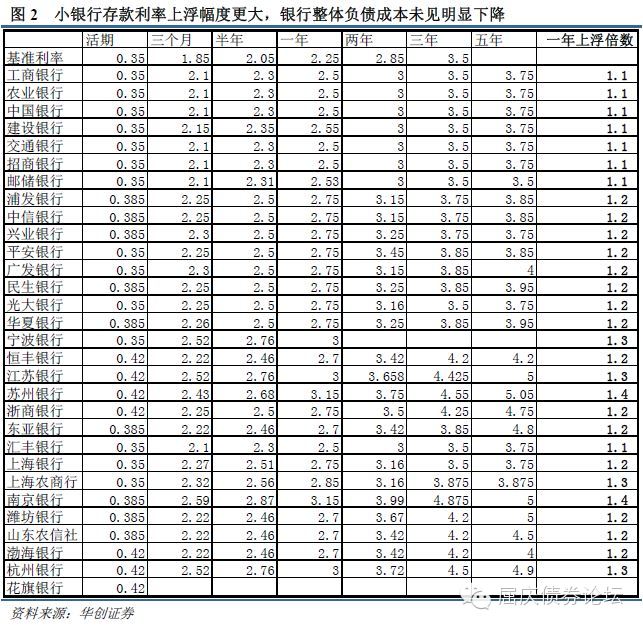 图 2 小银行存款利率上浮幅度更大，银行整体负债成本未见明显下降
活期 三个月 半年 一年 两年 三年 五年 一年上浮倍数
基准利率 0.35 1.85 2.05 2.25 2.85 3.5
工商银行 0.35 2.1 2.3 2.5 3 3.5 3.75 1.1
农业银行 0.35 2.1 2.3 2.5 3 3.5 3.75 1.1
中国银行 0.35 2.1 2.3 2.5 3 3.5 3.75 1.1
建设银行 0.35 2.15 2.35 2.55 3 3.5 3.75 1.1
交通银行 0.35 2.1 2.3 2.5 3 3.5 3.75 1.1
招商银行 0.35 2.1 2.3 2.5 3 3.5 3.75 1.1
邮储银行 0.35 2.1 2.31 2.53 3 3.5 3.5 1.1
浦发银行 0.385 2.25 2.5 2.75 3.15 3.75 3.85 1.2
中信银行 0.385 2.25 2.5 2.75 3.15 3.75 3.85 1.2
兴业银行 0.385 2.3 2.5 2.75 3.25 3.75 3.75 1.2
平安银行 0.35 2.25 2.5 2.75 3.45 3.85 3.85 1.2
广发银行 0.35 2.3 2.5 2.75 3.15 3.85 4 1.2
民生银行 0.385 2.25 2.5 2.75 3.25 3.85 3.95 1.2
光大银行 0.35 2.25 2.5 2.75 3.16 3.5 3.75 1.2
华夏银行 0.385 2.26 2.5 2.75 3.25 3.85 3.95 1.2
宁波银行 0.35 2.52 2.76 3 1.3
恒丰银行 0.42 2.22 2.46 2.7 3.42 4.2 4.2 1.2
江苏银行 0.42 2.52 2.76 3 3.658 4.425 5 1.3
苏州银行 0.42 2.43 2.68 3.15 3.75 4.55 5.05 1.4
浙商银行 0.42 2.25 2.5 2.75 3.5 4.25 4.75 1.2
东亚银行 0.385 2.22 2.46 2.7 3.42 3.85 4.8 1.2
汇丰银行 0.35 2.1 2.3 2.5 3 3.5 3.75 1.1
上海银行 0.35 2.27 2.51 2.75 3.16 3.5 3.75 1.2
上海农商行 0.35 2.32 2.56 2.85 3.16 3.875 3.875 1.3
南京银行 0.385 2.59 2.87 3.15 3.99 4.875 5 1.4
潍坊银行 0.385 2.22 2.46 2.7 3.67 4.2 5 1.2
山东农信社 0.385 2.22 2.46 2.7 3.42 4.2 4.5 1.2
渤海银行 0.42 2.22 2.46 2.7 3.42 4.2 4 1.2
杭州银行 0.42 2.52 2.76 3 3.72 4.5 4.9 1.3
花旗银行 0.42
屈庆债券论坛
资料来源：华创证券